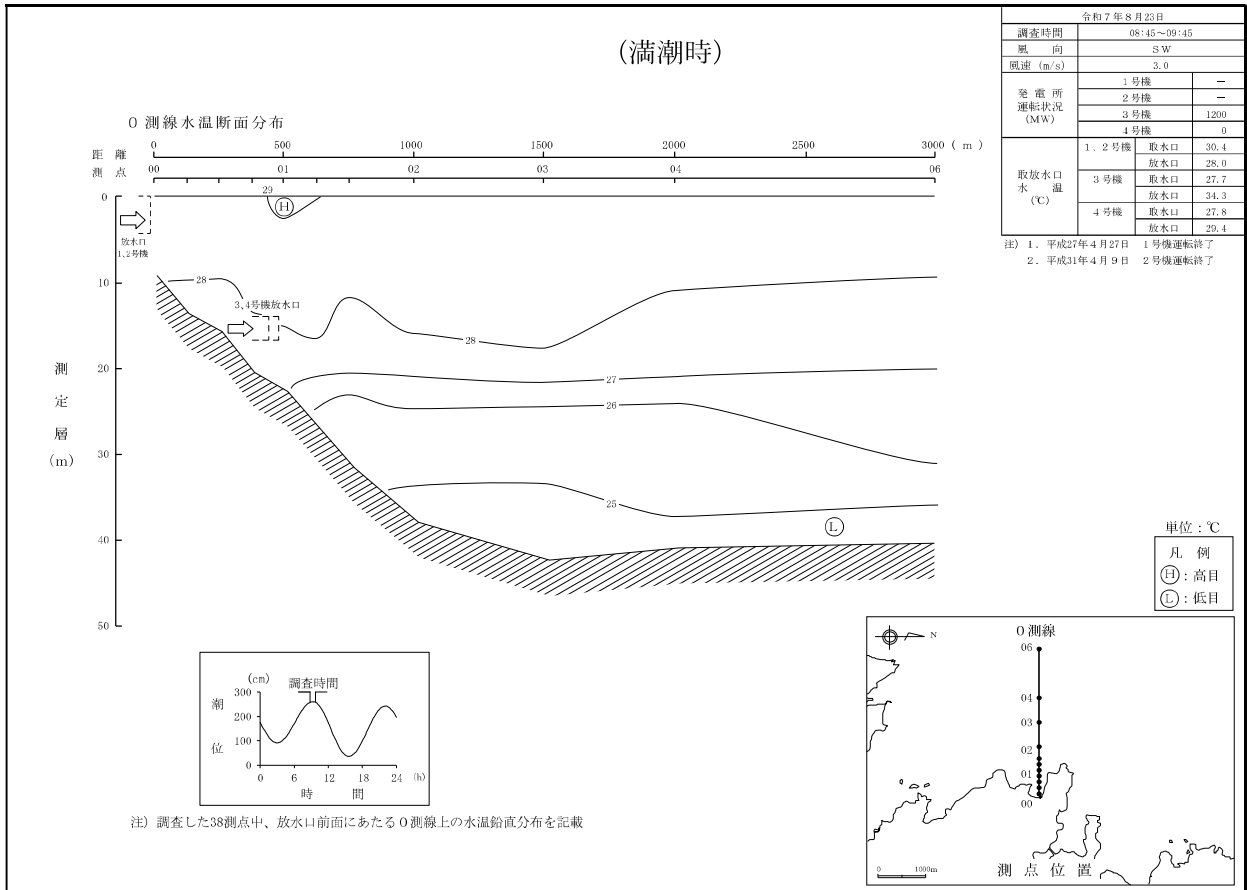 (満潮時)
令和7年8月23日
調査時間 08:45～09:45
風　向 SW
風速 (m/s) 3.0
発電所運転状況 (MW)
1号機 －
2号機 －
3号機 1200
4号機 0
取放水口水温 (℃)
1．2号機 取水口 30.4
放水口 28.0
3号機 取水口 27.7
放水口 34.3
4号機 取水口 27.8
放水口 29.4
注) 1．平成27年4月27日　1号機運転終了
2．平成31年4月9日　2号機運転終了
0測線水温断面分布
距離 0 500 1000 1500 2000 2500 3000 (m)
測点 00 01 02 03 04 06
測定層 (m)
0
10
20
30
40
50
29
H
放水口
1、2号機
28
3、4号機放水口
28
27
26
25
L
単位：℃
凡　例
H：高目
L：低目
(cm)
調査時間
潮位
300
200
100
0
0 6 12 18 24 (h)
時　間
注) 調査した38測点中、放水口前面にあたる0測線上の水温鉛直分布を記載
N
0測線
06
04
03
02
01
00
0 1000m
測点位置